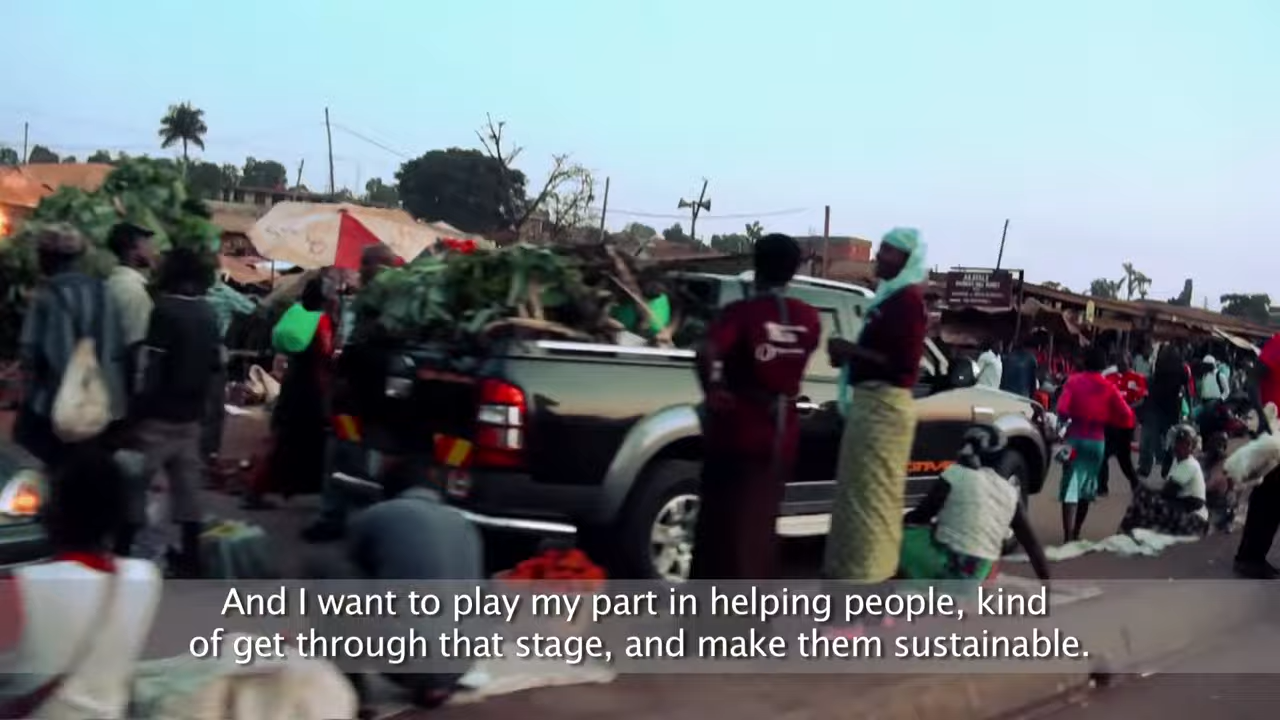 And I want to play my part in helping people, kind
of get through that stage, and make them sustainable.